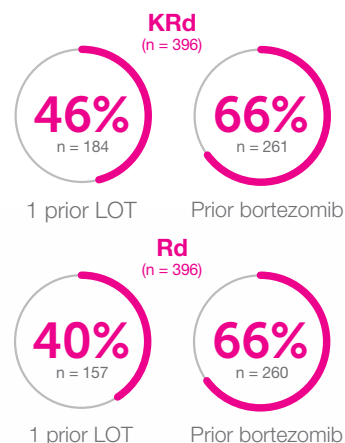 KRd
(n = 396)
46%
n = 184
1 prior LOT
66%
n = 261
Prior bortezomib
Rd
(n = 396)
40%
n = 157
1 prior LOT
66%
n = 260
Prior bortezomib